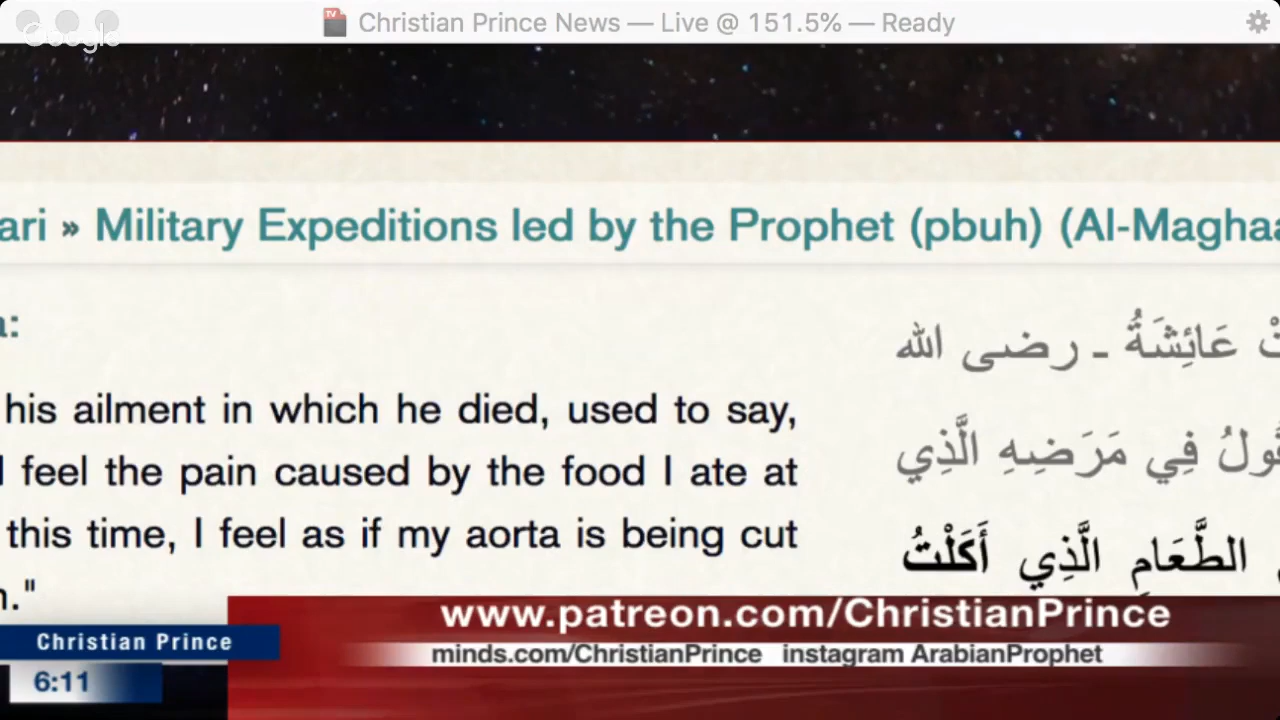 Christian Prince News — Live @ 151.5% — Ready
Google
ari » Military Expeditions led by the Prophet (pbuh) (Al-Maghaa
a:
his ailment in which he died, used to say,
I feel the pain caused by the food I ate at
this time, I feel as if my aorta is being cut
n."
عَائِشَةُ ـ رضى الله
قُولُ فِي مَرَضِهِ الَّذِي
الطَّعَامِ الَّذِي أَكَلْتُ
www.patreon.com/ChristianPrince
Christian Prince
minds.com/ChristianPrince instagram ArabianProphet
6:11